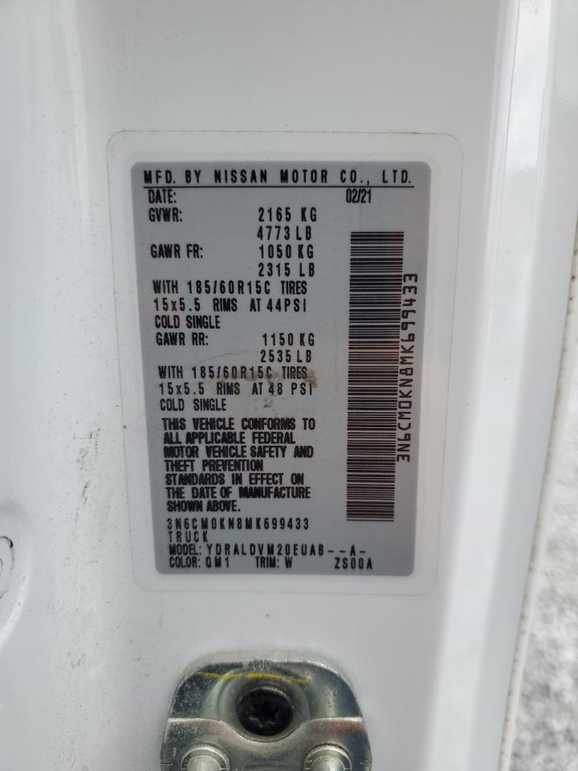 MFD. BY NISSAN MOTOR CO., LTD.
DATE: 02/21
GVWR: 2165 KG
4773 LB
GAWR FR: 1050 KG
2315 LB
WITH 185/60R15C TIRES
15x5.5 RIMS AT 44PSI
COLD SINGLE
GAWR RR: 1150 KG
2535 LB
WITH 185/60R15C TIRES
15x5.5 RIMS AT 48 PSI
COLD SINGLE
THIS VEHICLE CONFORMS TO
ALL APPLICABLE FEDERAL
MOTOR VEHICLE SAFETY AND
THEFT PREVENTION
STANDARDS IN EFFECT ON
THE DATE OF MANUFACTURE
SHOWN ABOVE.
3N6CM0KN8MK699433
TRUCK
MODEL: YDRALDVM20EUAB--A-
COLOR: QM1 TRIM: W ZS00A
3N6CM0KN8MK699433